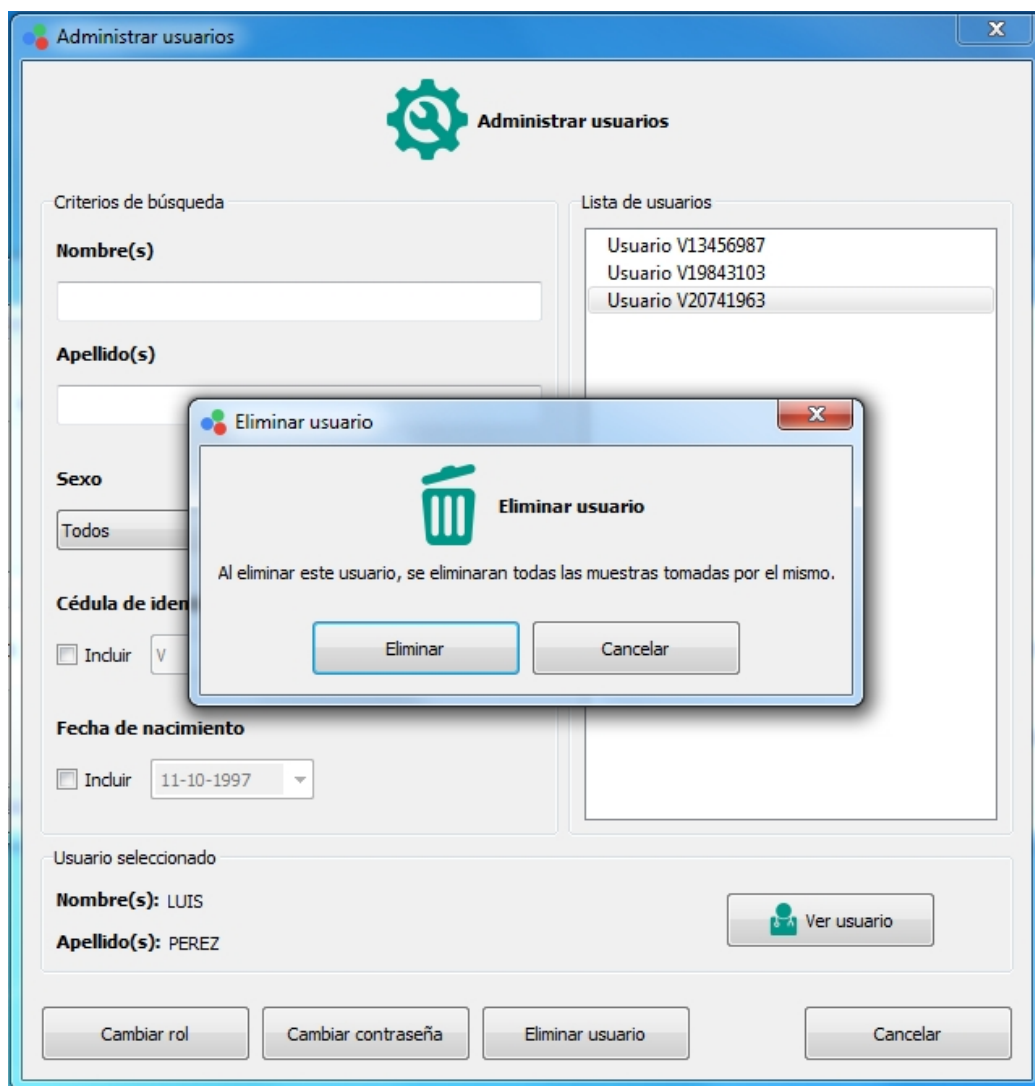 Administrar usuarios
Administrar usuarios
Criterios de búsqueda
Nombre(s)
Apellido(s)
Sexo
Todos
Cédula de iden
Incluir V
Fecha de nacimiento
Incluir 11-10-1997
Lista de usuarios
Usuario V13456987
Usuario V19843103
Usuario V20741963
Eliminar usuario
Eliminar usuario
Al eliminar este usuario, se eliminaran todas las muestras tomadas por el mismo.
Eliminar Cancelar
Usuario seleccionado
Nombre(s): LUIS
Apellido(s): PEREZ
Ver usuario
Cambiar rol Cambiar contraseña Eliminar usuario Cancelar